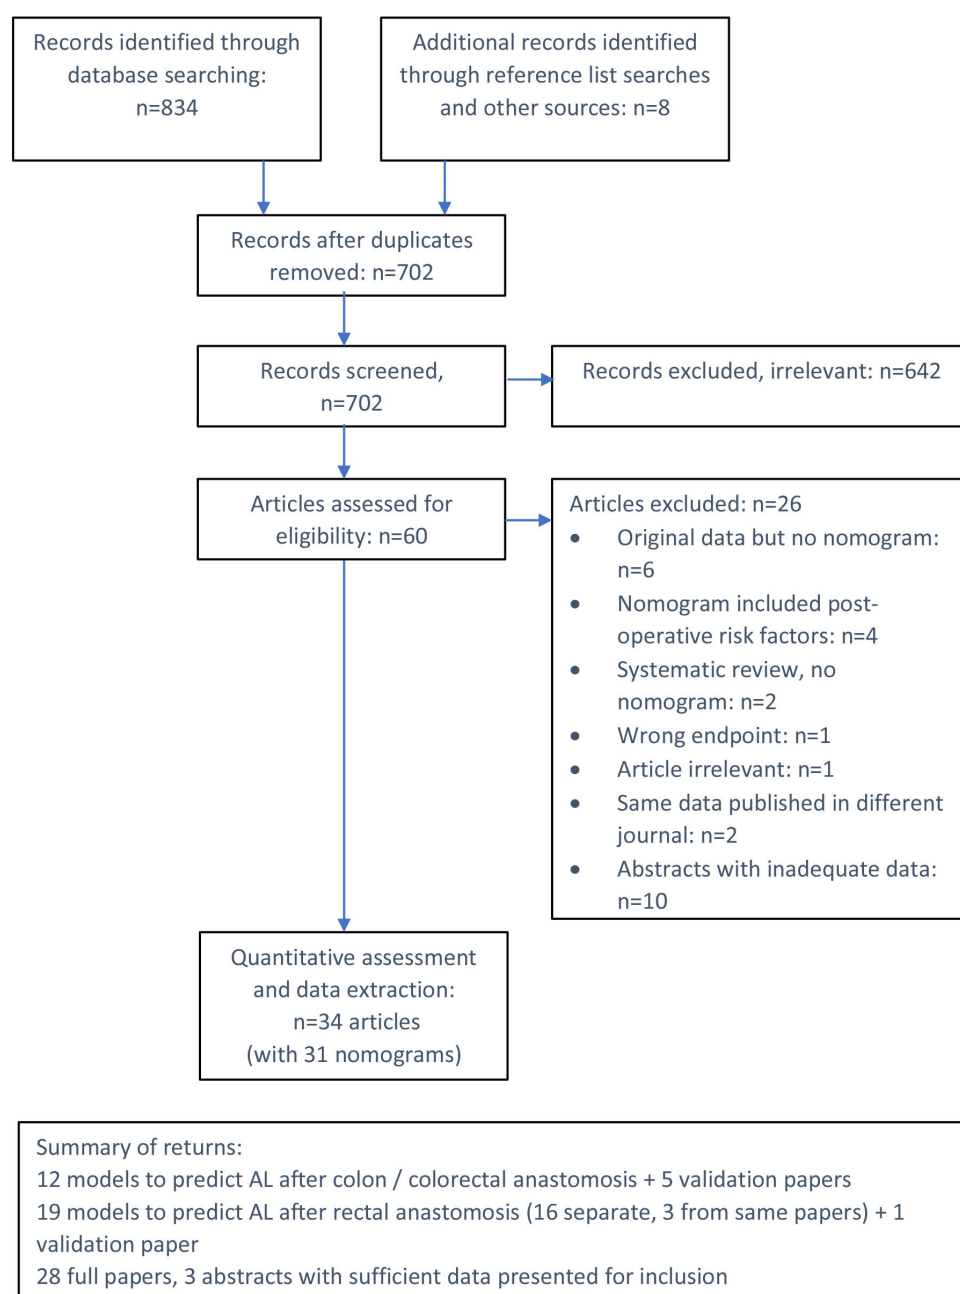 Records identified through
database searching:
n=834
Additional records identified
through reference list searches
and other sources: n=8
Records after duplicates
removed: n=702
Records screened,
n=702
Records excluded, irrelevant: n=642
Articles assessed for
eligibility: n=60
Articles excluded: n=26
• Original data but no nomogram:
n=6
• Nomogram included post-
operative risk factors: n=4
• Systematic review, no
nomogram: n=2
• Wrong endpoint: n=1
• Article irrelevant: n=1
• Same data published in different
journal: n=2
• Abstracts with inadequate data:
n=10
Quantitative assessment
and data extraction:
n=34 articles
(with 31 nomograms)
Summary of returns:
12 models to predict AL after colon / colorectal anastomosis + 5 validation papers
19 models to predict AL after rectal anastomosis (16 separate, 3 from same papers) + 1
validation paper
28 full papers, 3 abstracts with sufficient data presented for inclusion